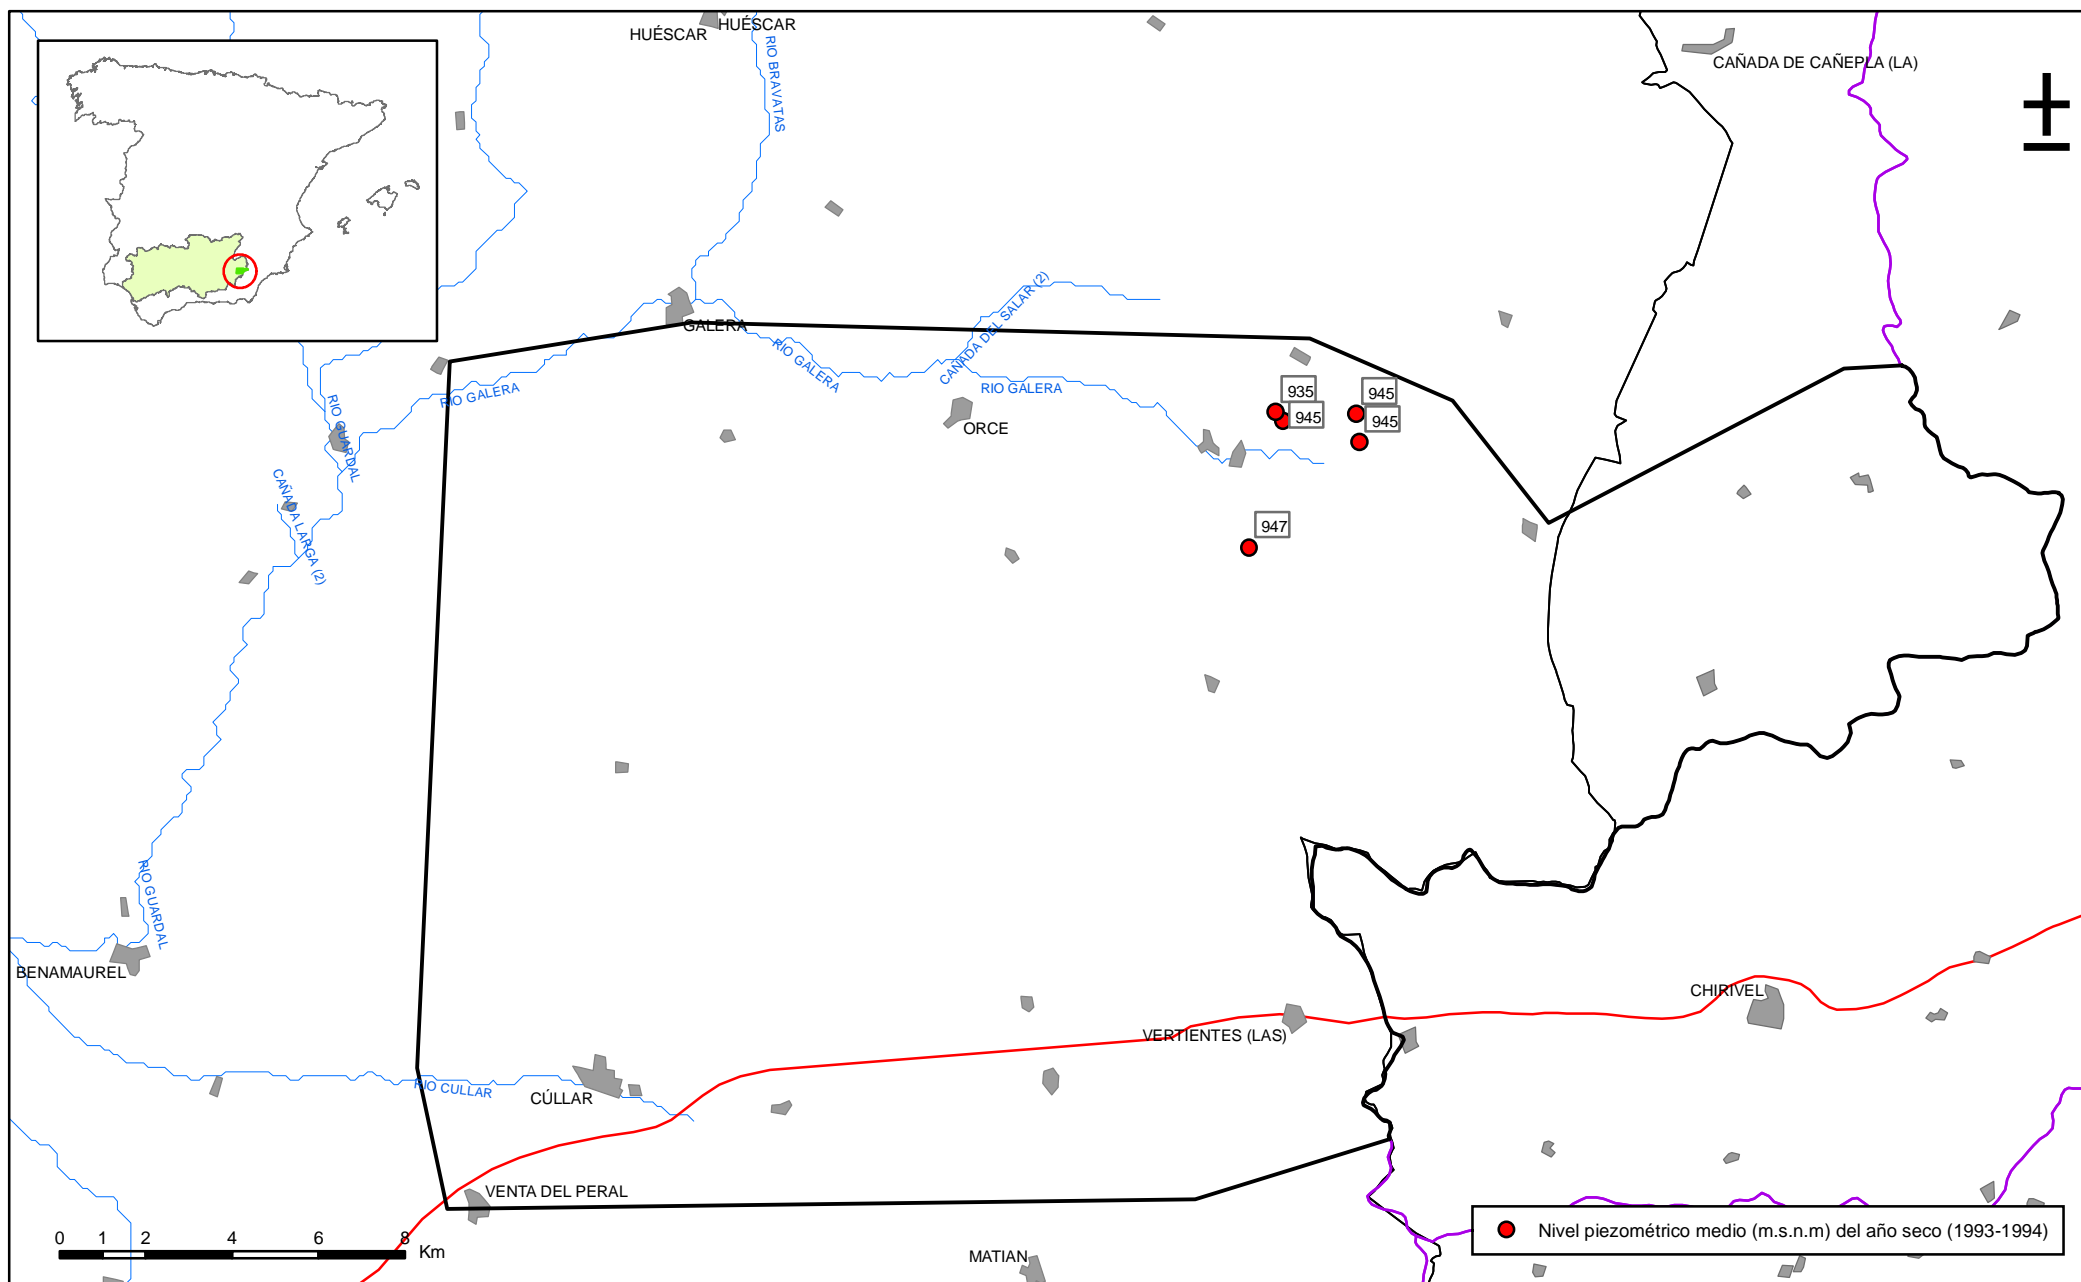 HUÉSCAR
HUÉSCAR
RIO BRAVATAS
CAÑADA DE CAÑEPLA (LA)
GALERA
CAÑADA DEL SALAR (2)
RIO GALERA
RIO GALERA
RIO GALERA
935
945
945
945
ORCE
RIO GUARDAL
CAÑADA LARGA (2)
947
RIO GUARDAL
BENAMAUREL
CHIRIVEL
VERTIENTES (LAS)
RIO CULLAR
CÚLLAR
VENTA DEL PERAL
MATIAN
0 1 2 4 6 8
Km
Nivel piezométrico medio (m.s.n.m) del año seco (1993-1994)